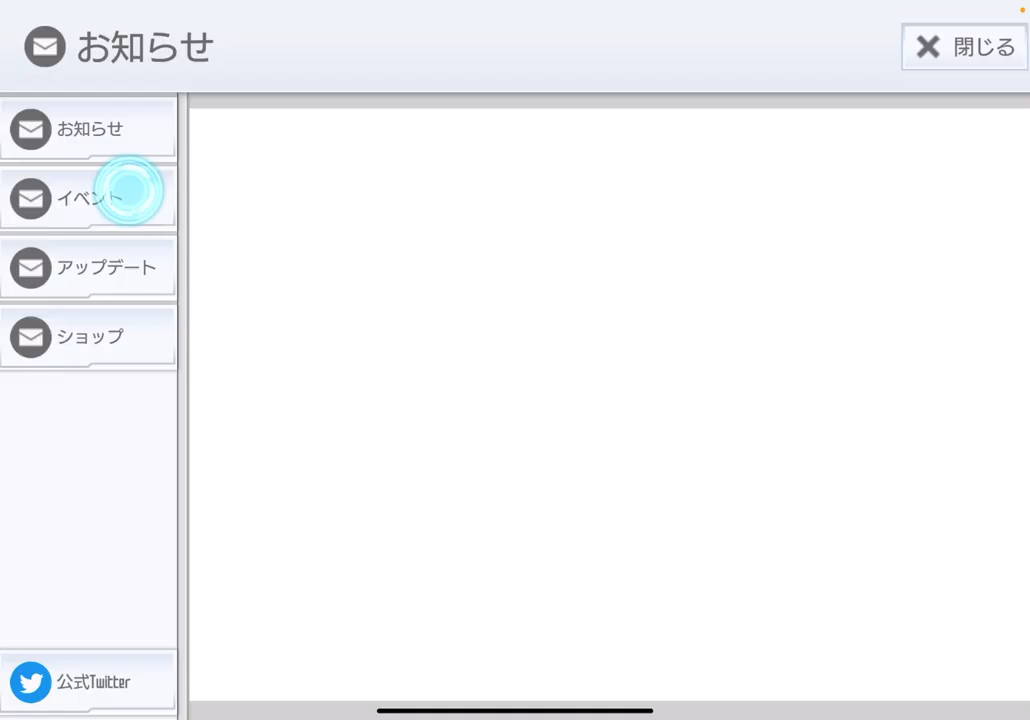 お知らせ
閉じる
お知らせ
イベント
アップデート
ショップ
公式Twitter